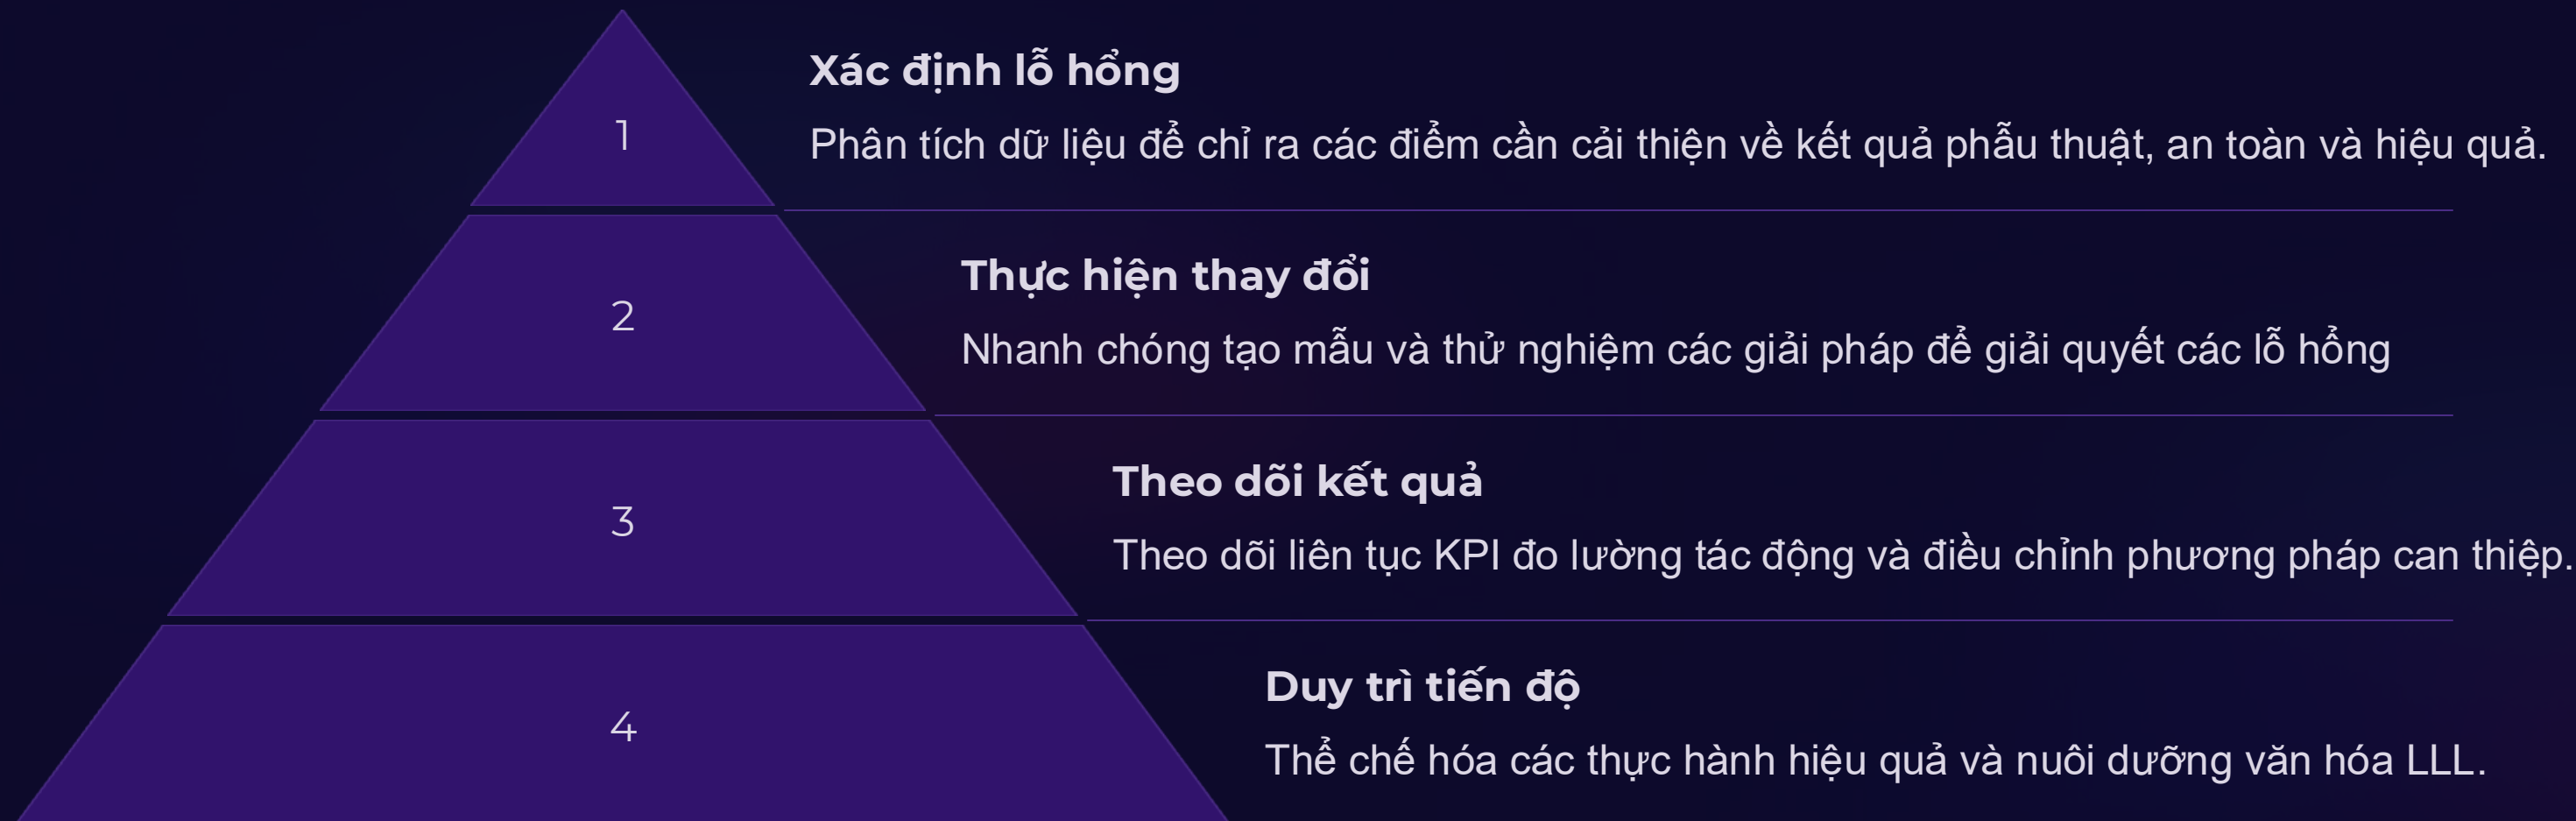 1
Xác định lỗ hổng
Phân tích dữ liệu để chỉ ra các điểm cần cải thiện về kết quả phẫu thuật, an toàn và hiệu quả.
2
Thực hiện thay đổi
Nhanh chóng tạo mẫu và thử nghiệm các giải pháp để giải quyết các lỗ hổng
3
Theo dõi kết quả
Theo dõi liên tục KPI đo lường tác động và điều chỉnh phương pháp can thiệp.
4
Duy trì tiến độ
Thể chế hóa các thực hành hiệu quả và nuôi dưỡng văn hóa LLL.